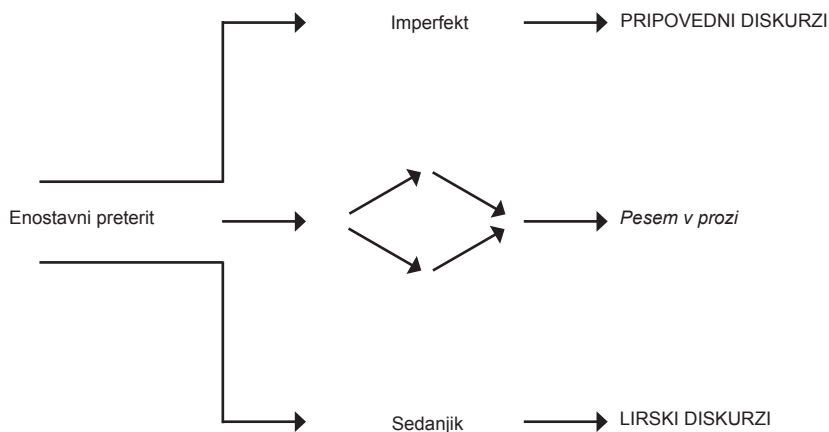 Imperfekt PRIPOVEDNI DISKURZI
Enostavni preterit Pesem v prozi
Sedanjik LIRSKI DISKURZI